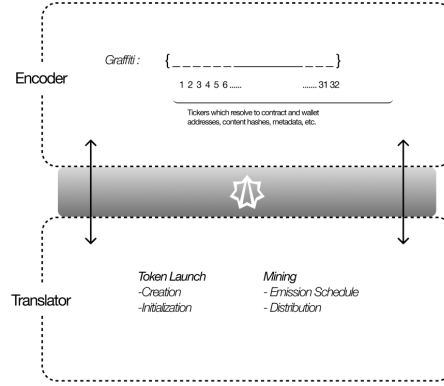 Graffiti : {_ _ _ _ _ _ ____________ _ _ _}
Encoder
1 2 3 4 5 6 ...... ....... 31 32
Tickers which resolve to contract and wallet
addresses, content hashes, metadata, etc.
Token Launch
-Creation
-Initialization
Mining
- Emission Schedule
- Distribution
Translator